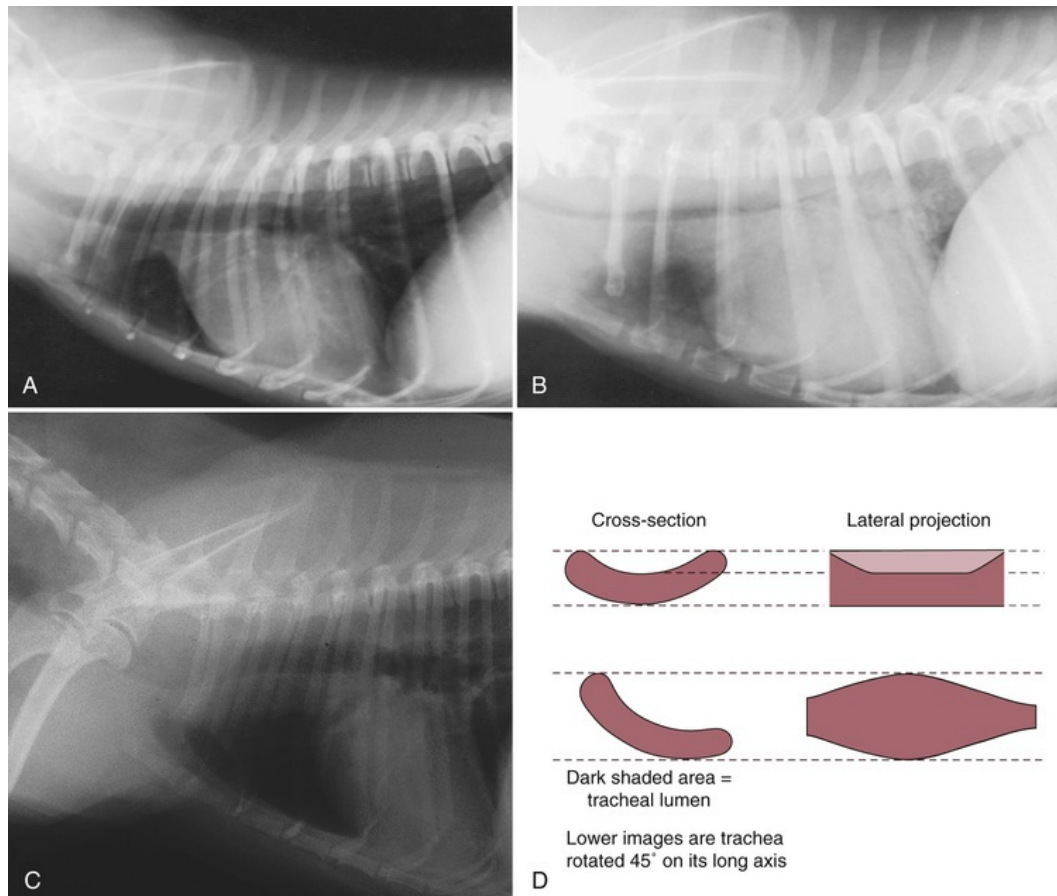 A
B
C
Cross-section
Lateral projection
Dark shaded area =
tracheal lumen
Lower images are trachea
rotated 45° on its long axis
D